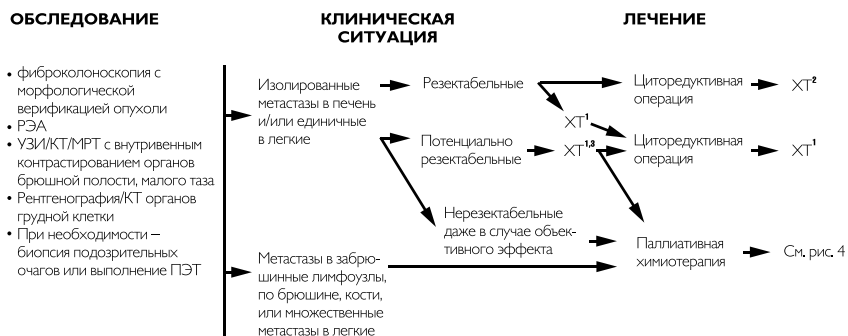 ОБСЛЕДОВАНИЕ
КЛИНИЧЕСКАЯ
СИТУАЦИЯ
ЛЕЧЕНИЕ
• фиброколоноскопия с
морфологической
верификацией опухоли
• РЭА
• УЗИ/КТ/МРТ с внутривенным
контрастированием органов
брюшной полости, малого таза
• Рентгенография/КТ органов
грудной клетки
• При необходимости –
биопсия подозрительных
очагов или выполнение ПЭТ
Изолированные
метастазы в печень
и/или единичные
в легкие
Резектабельные
Циторедуктивная
операция
ХТ²
ХТ¹
Потенциально
резектабельные
ХТ¹,³
Циторедуктивная
операция
ХТ¹
Нерезектабельные
даже в случае объек-
тивного эффекта
Метастазы в забрю-
шинные лимфоузлы,
по брюшине, кости,
или множественные
метастазы в легкие
Паллиативная
химиотерапия
См. рис. 4